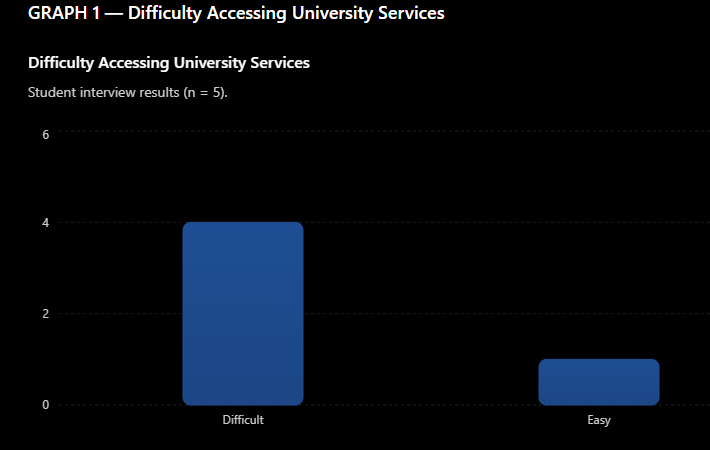 GRAPH 1 — Difficulty Accessing University Services
Difficulty Accessing University Services
Student interview results (n = 5).
6
4
2
0
Difficult
Easy